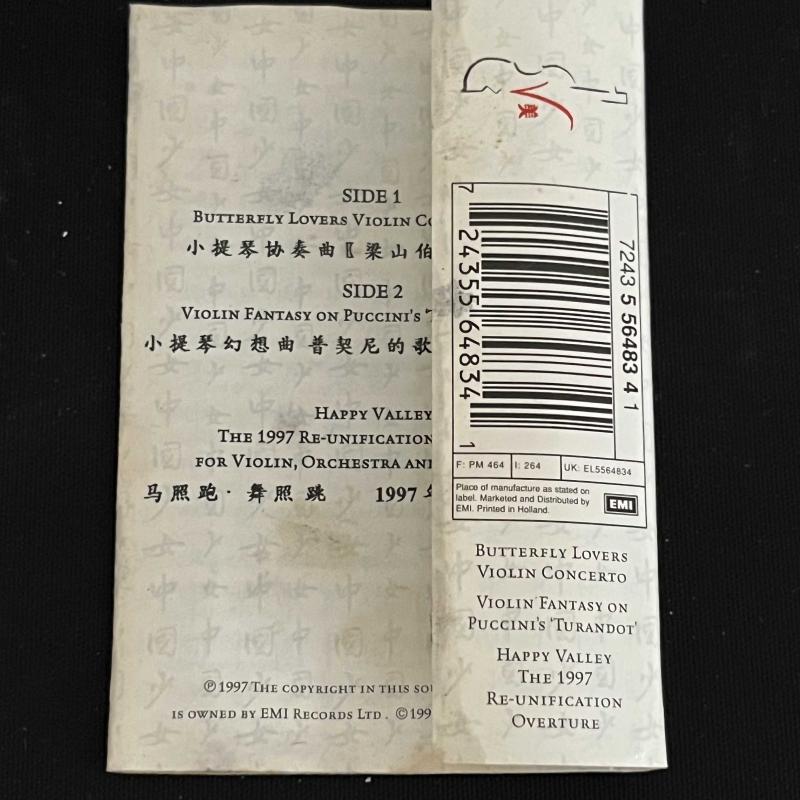 SIDE 1
BUTTERFLY LOVERS VIOLIN CO
小提琴协奏曲〖梁山伯
SIDE 2
VIOLIN FANTASY ON PUCCINI'S
小提琴幻想曲 普契尼的歌
HAPPY VALLEY
THE 1997 RE-UNIFICATION
FOR VIOLIN, ORCHESTRA AN
马照跑·舞照跳 1997
℗1997 THE COPYRIGHT IN THIS SOU
IS OWNED BY EMI RECORDS LTD. ©199
美
7 24355 64834 1
7243 5 56483 4 1
F: PM 464
I: 264
UK: EL5564834
Place of manufacture as stated on
label. Marketed and Distributed by
EMI. Printed in Holland.
EMI
BUTTERFLY LOVERS
VIOLIN CONCERTO
VIOLIN FANTASY ON
PUCCINI'S 'TURANDOT'
HAPPY VALLEY
THE 1997
RE-UNIFICATION
OVERTURE